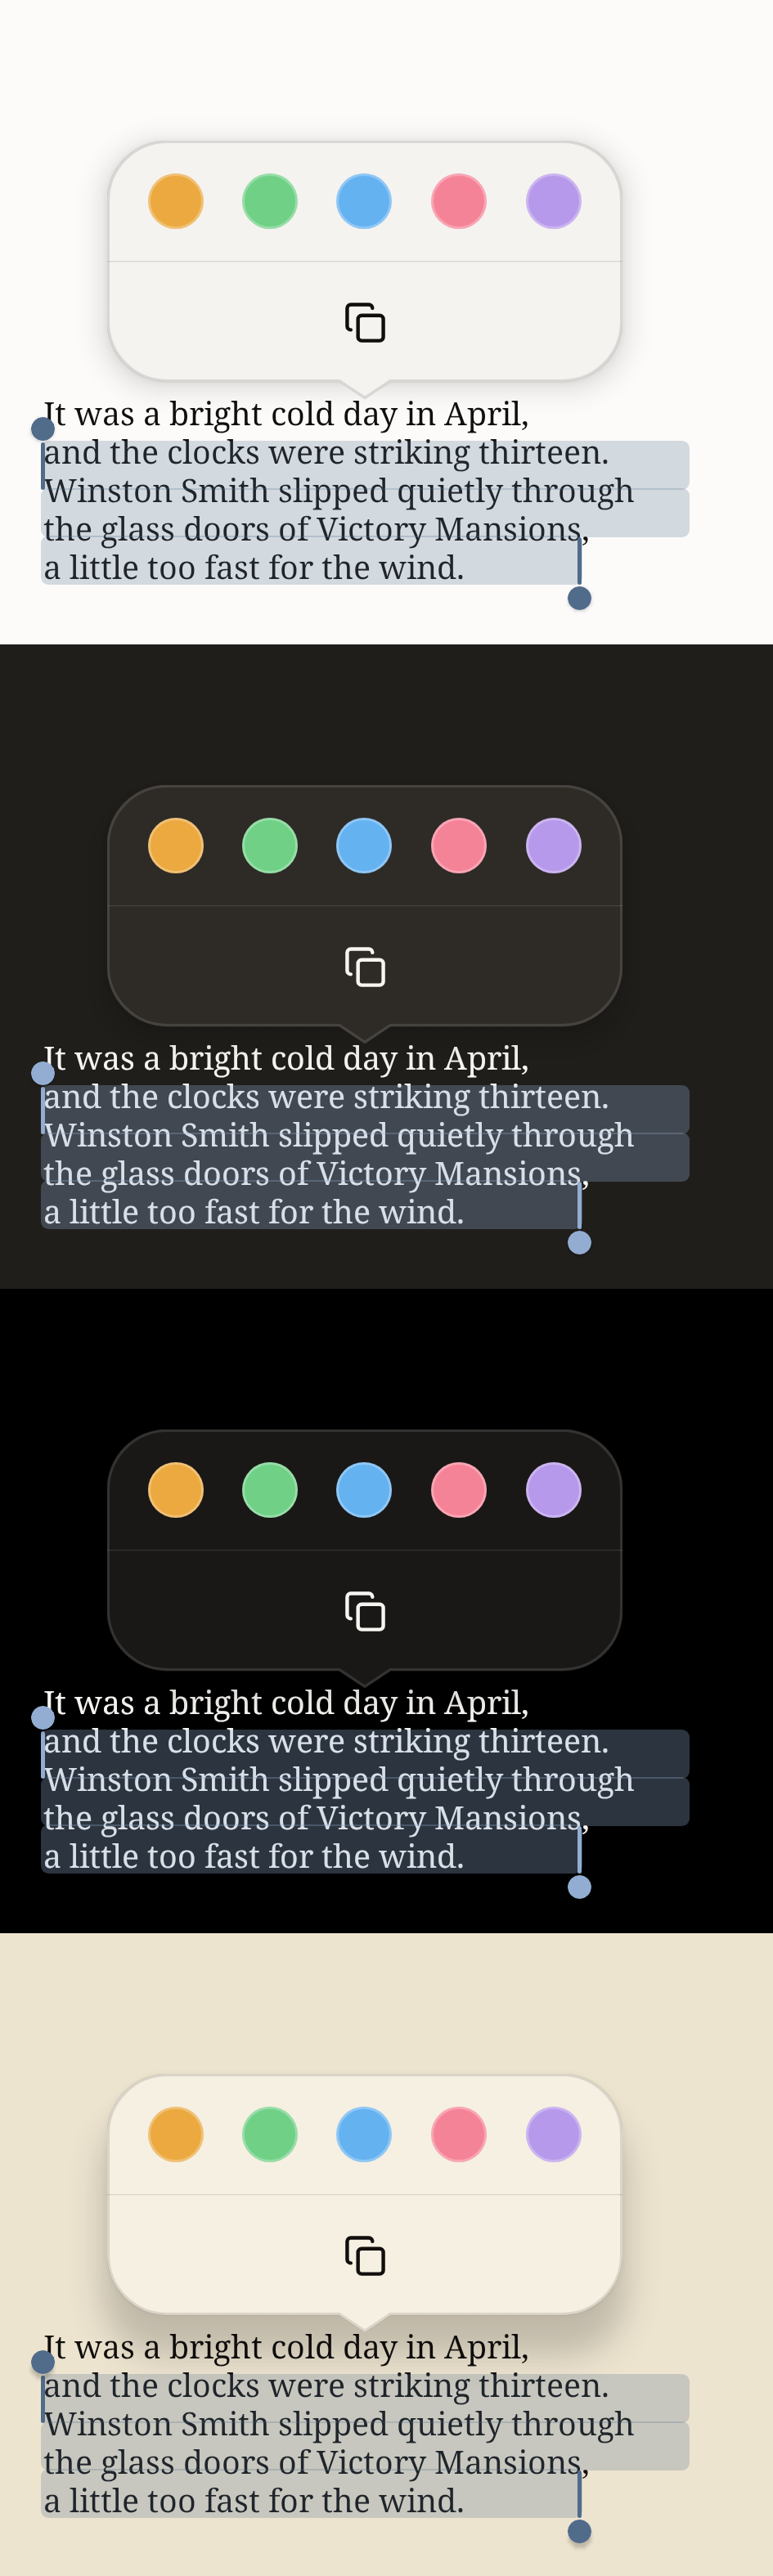 It was a bright cold day in April,
and the clocks were striking thirteen.
Winston Smith slipped quietly through
the glass doors of Victory Mansions,
a little too fast for the wind.
It was a bright cold day in April,
and the clocks were striking thirteen.
Winston Smith slipped quietly through
the glass doors of Victory Mansions,
a little too fast for the wind.
It was a bright cold day in April,
and the clocks were striking thirteen.
Winston Smith slipped quietly through
the glass doors of Victory Mansions,
a little too fast for the wind.
It was a bright cold day in April,
and the clocks were striking thirteen.
Winston Smith slipped quietly through
the glass doors of Victory Mansions,
a little too fast for the wind.